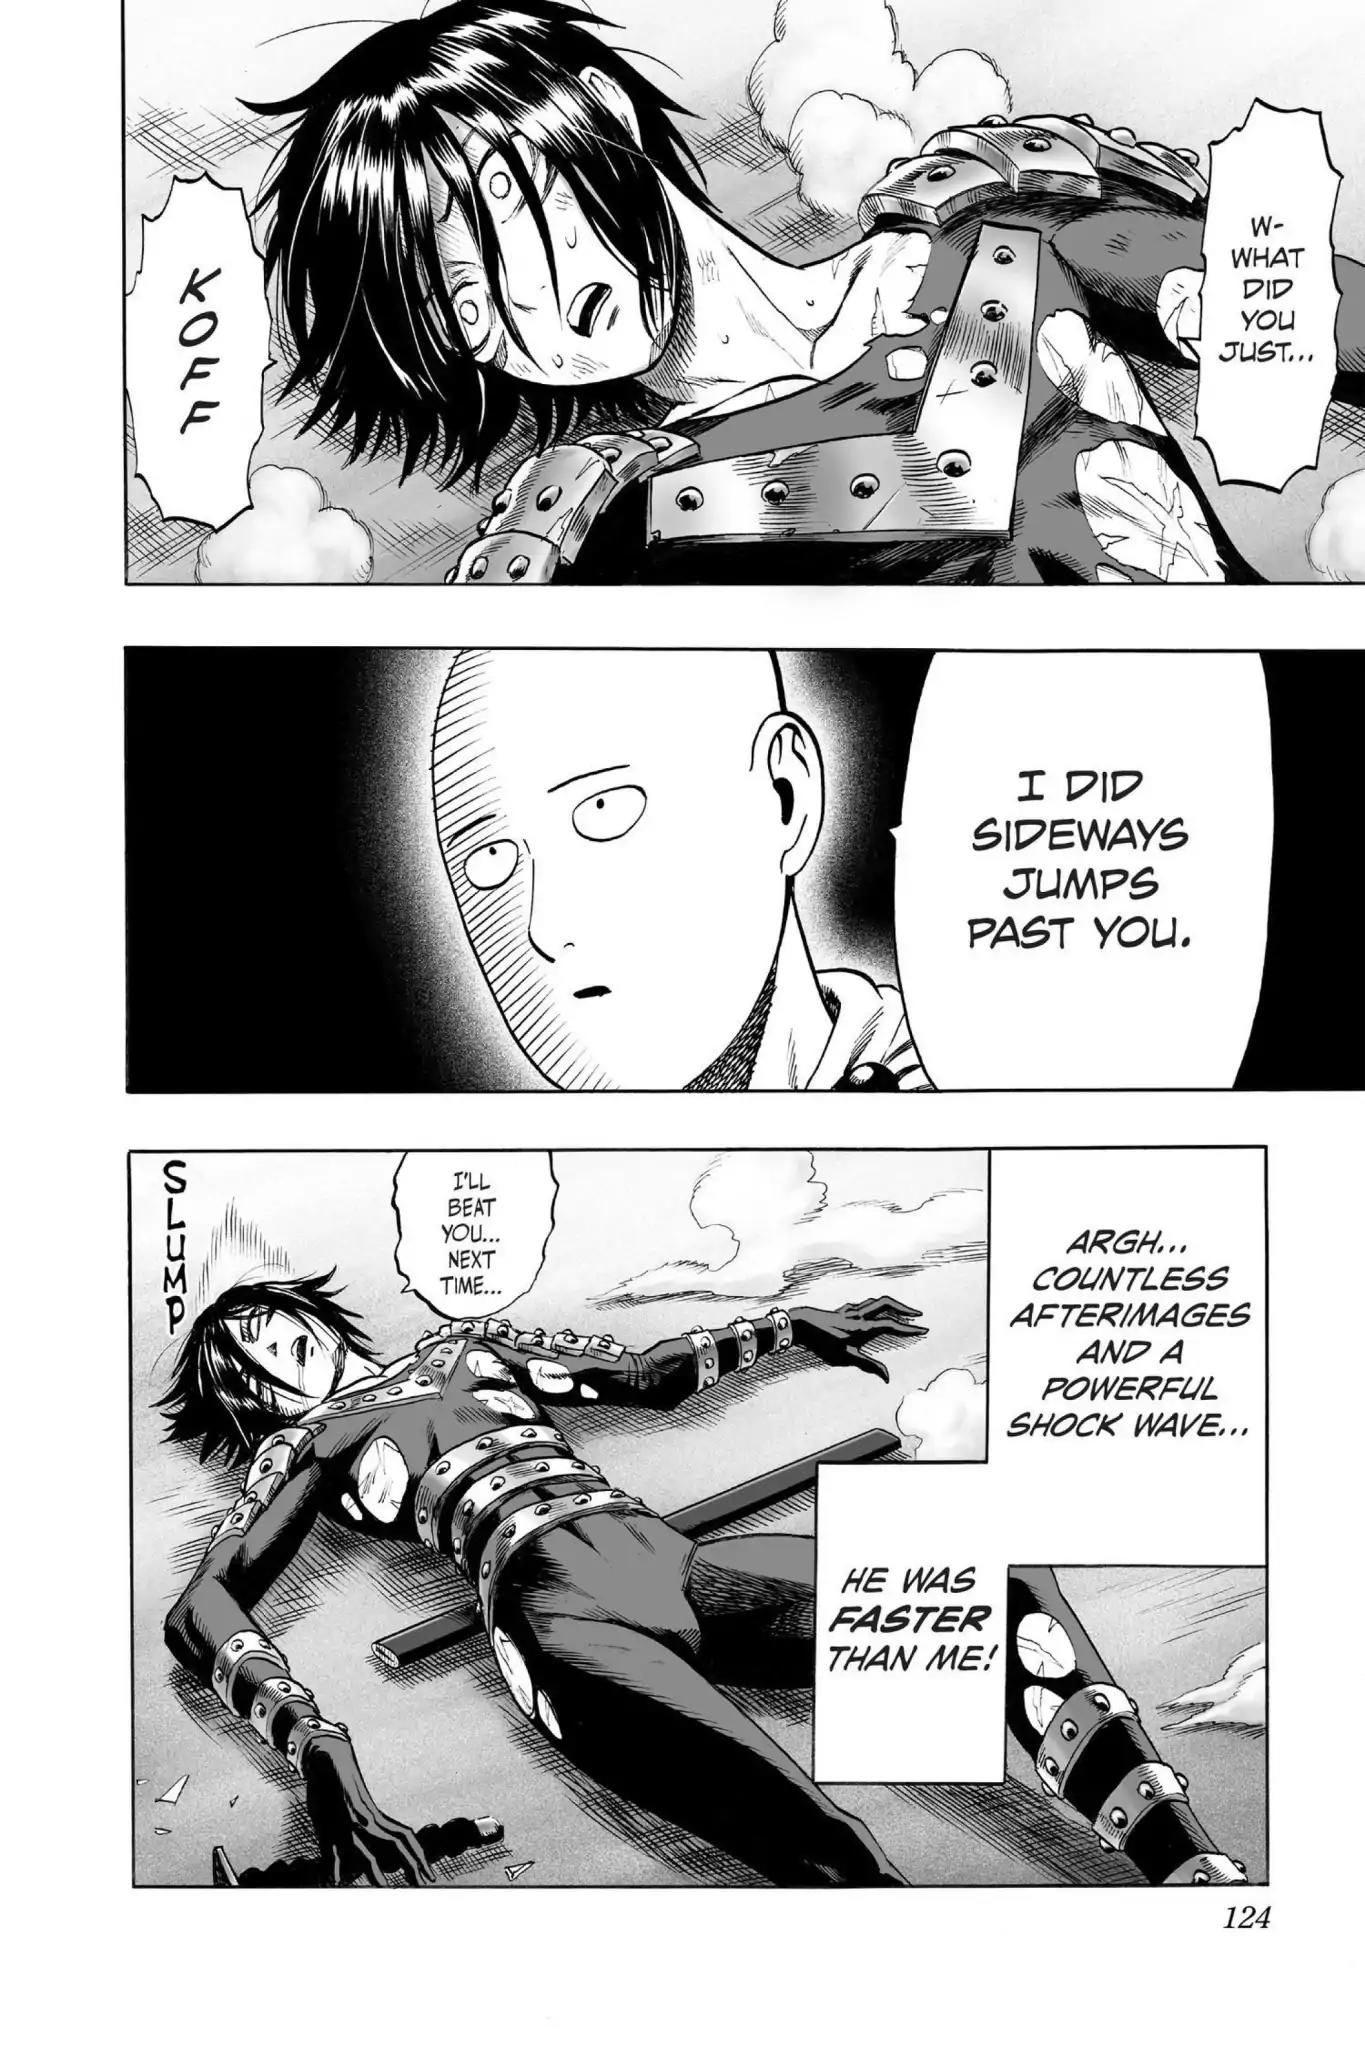 W-
WHAT
DID
YOU
JUST...
KOFF
I DID
SIDEWAYS
JUMPS
PAST YOU.
ARGH...
COUNTLESS
AFTERIMAGES
AND A
POWERFUL
SHOCK WAVE...
HE WAS
FASTER
THAN ME!
I'LL
BEAT
YOU...
NEXT
TIME...
SLUMP
124